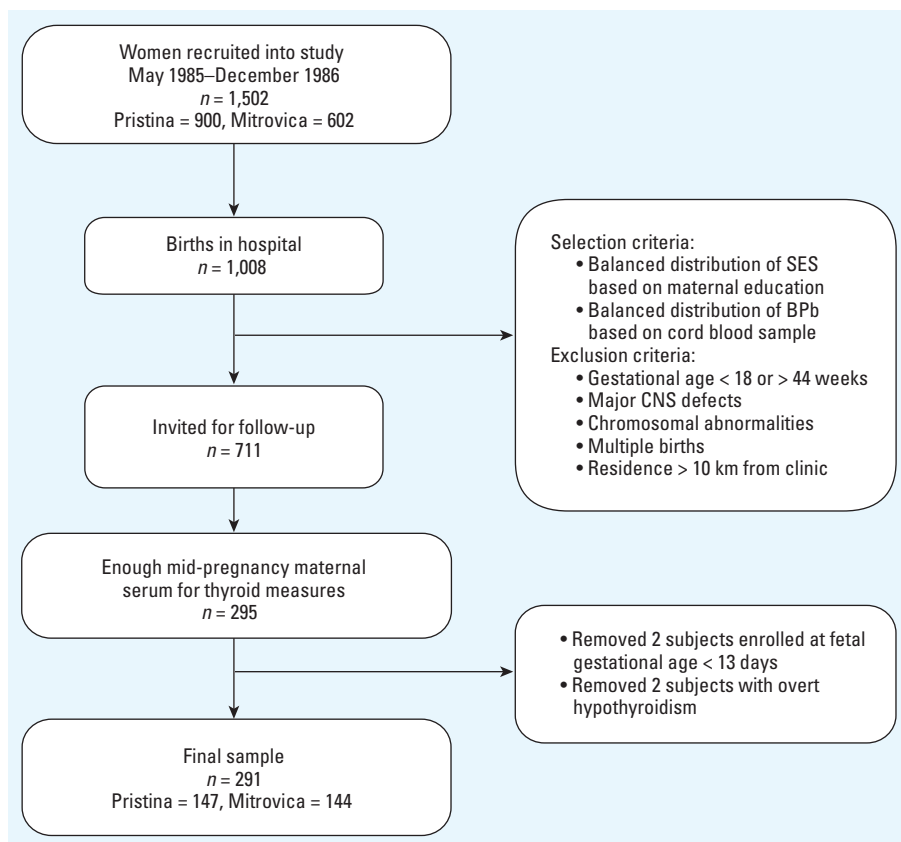 Women recruited into study
May 1985–December 1986
n = 1,502
Pristina = 900, Mitrovica = 602
Births in hospital
n = 1,008
Selection criteria:
• Balanced distribution of SES
based on maternal education
• Balanced distribution of BPb
based on cord blood sample
Exclusion criteria:
• Gestational age < 18 or > 44 weeks
• Major CNS defects
• Chromosomal abnormalities
• Multiple births
• Residence > 10 km from clinic
Invited for follow-up
n = 711
Enough mid-pregnancy maternal
serum for thyroid measures
n = 295
• Removed 2 subjects enrolled at fetal
gestational age < 13 days
• Removed 2 subjects with overt
hypothyroidism
Final sample
n = 291
Pristina = 147, Mitrovica = 144